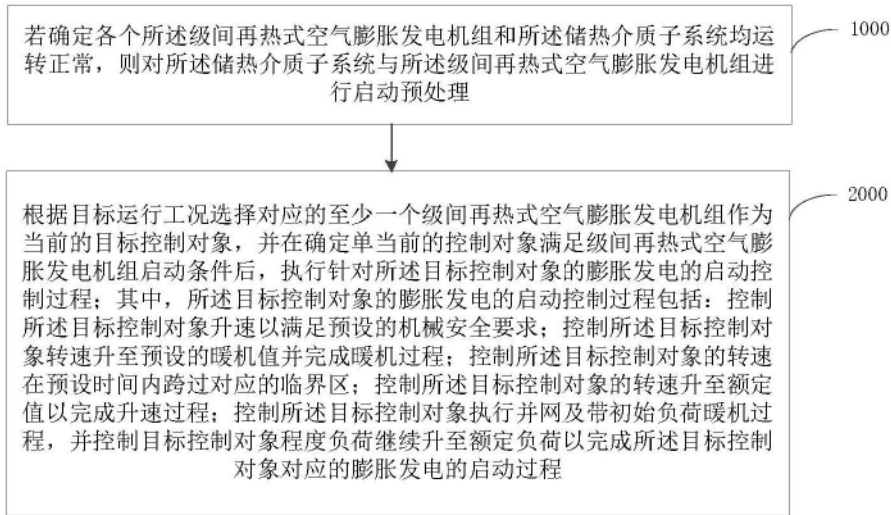 若确定各个所述级间再热式空气膨胀发电机组和所述储热介质子系统均运
转正常，则对所述储热介质子系统与所述级间再热式空气膨胀发电机组进
行启动预处理
1000
根据目标运行工况选择对应的至少一个级间再热式空气膨胀发电机组作为
当前的目标控制对象，并在确定单当前的控制对象满足级间再热式空气膨
胀发电机组启动条件后，执行针对所述目标控制对象的膨胀发电的启动控
制过程；其中，所述目标控制对象的膨胀发电的启动控制过程包括：控制
所述目标控制对象升速以满足预设的机械安全要求；控制所述目标控制对
象转速升至预设的暖机值并完成暖机过程；控制所述目标控制对象的转速
在预设时间内跨过对应的临界区；控制所述目标控制对象的转速升至额定
值以完成升速过程；控制所述目标控制对象执行并网及带初始负荷暖机过
程，并控制目标控制对象程度负荷继续升至额定负荷以完成所述目标控制
对象对应的膨胀发电的启动过程
2000